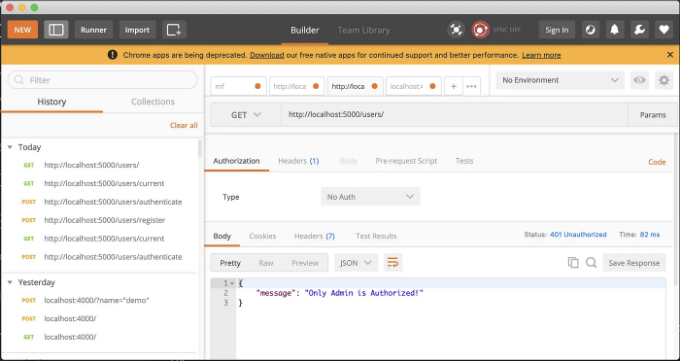 NEW Runner Import Builder Team Library SYNC OFF Sign In
Chrome apps are being deprecated. Download our free native apps for continued support and better performance. Learn more
Filter
History Collections
Clear all
Today
GET http://localhost:5000/users/
GET http://localhost:5000/users/current
POST http://localhost:5000/users/authenticate
POST http://localhost:5000/users/register
GET http://localhost:5000/users/current
POST http://localhost:5000/users/authenticate
Yesterday
POST localhost:4000/?name="demo"
POST localhost:4000/
GET localhost:4000/
mf http://loca http://loca localhost: + ••• No Environment
GET http://localhost:5000/users/ Params
Authorization Headers (1) Body Pre-request Script Tests Code
Type No Auth
Body Cookies Headers (7) Test Results Status: 401 Unauthorized Time: 82 ms
Pretty Raw Preview JSON Save Response
1 {
2 "message": "Only Admin is Authorized!"
3 }